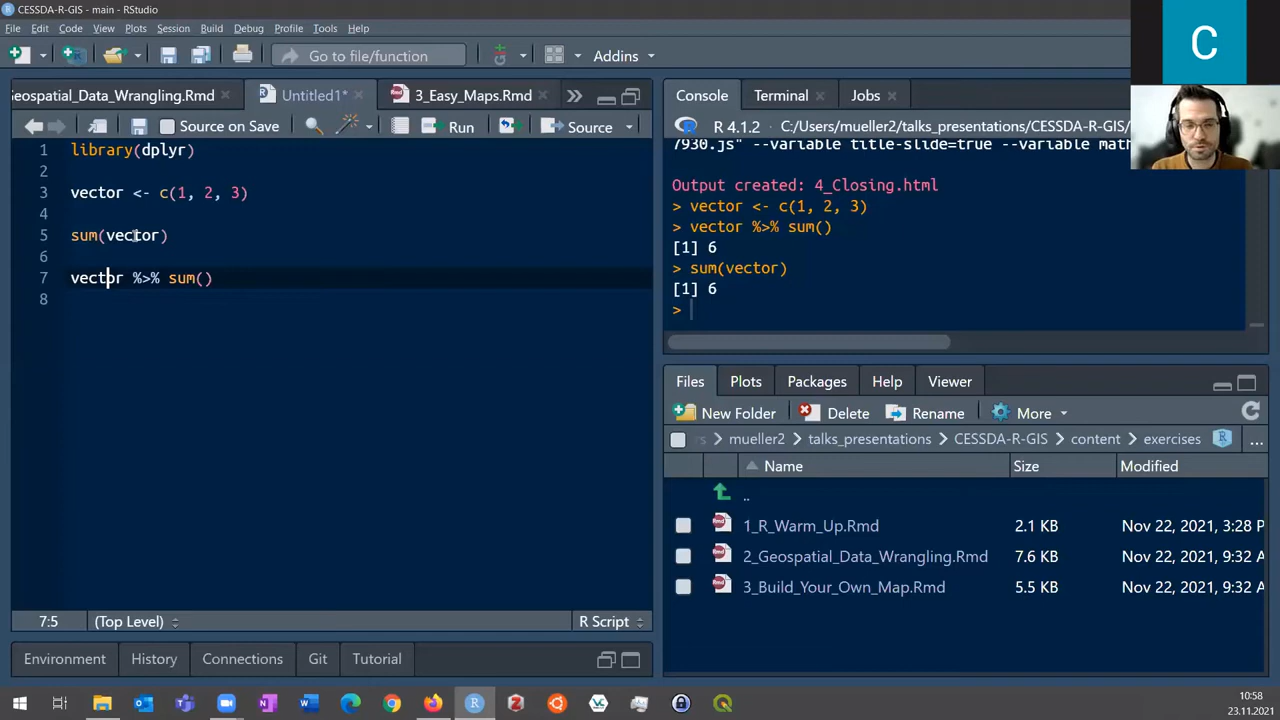 CESSDA-R-GIS - main - RStudio
File Edit Code View Plots Session Build Debug Profile Tools Help
Go to file/function Addins
eospatial_Data_Wrangling.Rmd Untitled1* 3_Easy_Maps.Rmd
Source on Save Run Source
1 library(dplyr)
2
3 vector <- c(1, 2, 3)
4
5 sum(vector)
6
7 vector %>% sum()
8
7:5 (Top Level) R Script
Environment History Connections Git Tutorial
Console Terminal Jobs
R 4.1.2 · C:/Users/mueller2/talks_presentations/CESSDA-R-GIS/
7930.js" --variable title-slide=true --variable math
Output created: 4_Closing.html
> vector <- c(1, 2, 3)
> vector %>% sum()
[1] 6
> sum(vector)
[1] 6
>
Files Plots Packages Help Viewer
New Folder Delete Rename More
rs > mueller2 > talks_presentations > CESSDA-R-GIS > content > exercises ...
Name Size Modified
..
1_R_Warm_Up.Rmd 2.1 KB Nov 22, 2021, 3:28 P
2_Geospatial_Data_Wrangling.Rmd 7.6 KB Nov 22, 2021, 9:32 A
3_Build_Your_Own_Map.Rmd 5.5 KB Nov 22, 2021, 9:32 A
C
10:58
23.11.2021